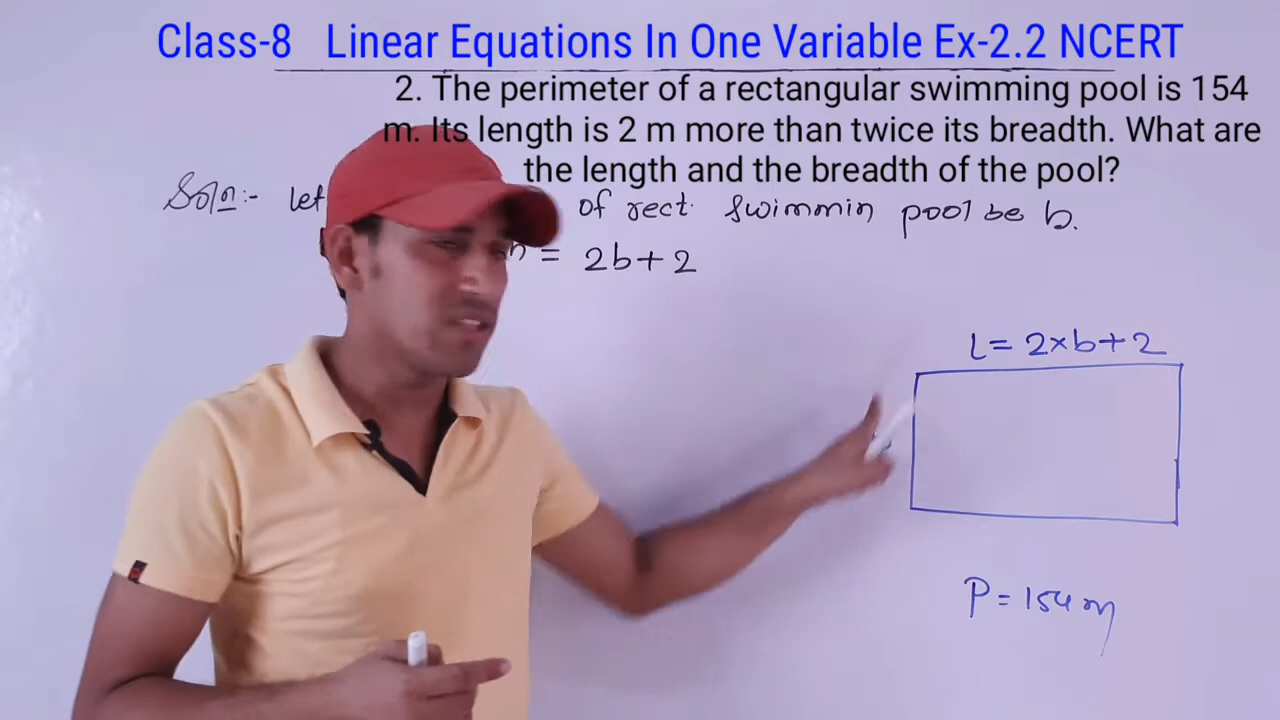 Class-8 Linear Equations In One Variable Ex-2.2 NCERT
2. The perimeter of a rectangular swimming pool is 154
m. Its length is 2 m more than twice its breadth. What are
the length and the breadth of the pool?
Soln:- let of rect. Swimmin pool be b.
= 2b+2
L= 2×b+2
P = 154 m